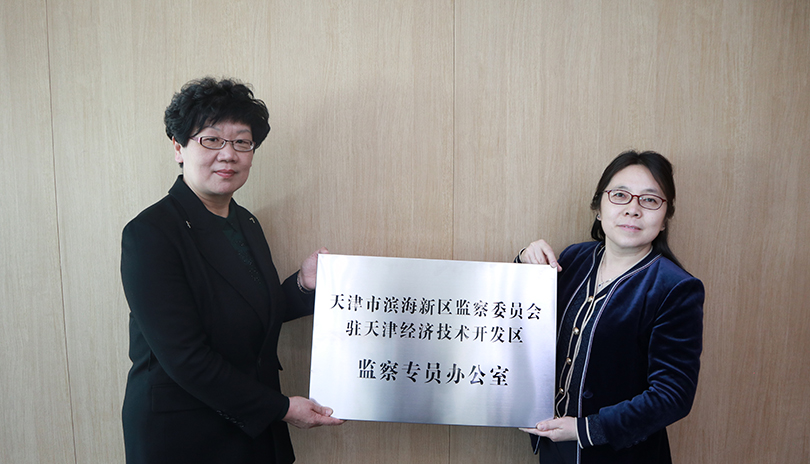 天津市滨海新区监察委员会
驻天津经济技术开发区
监察专员办公室